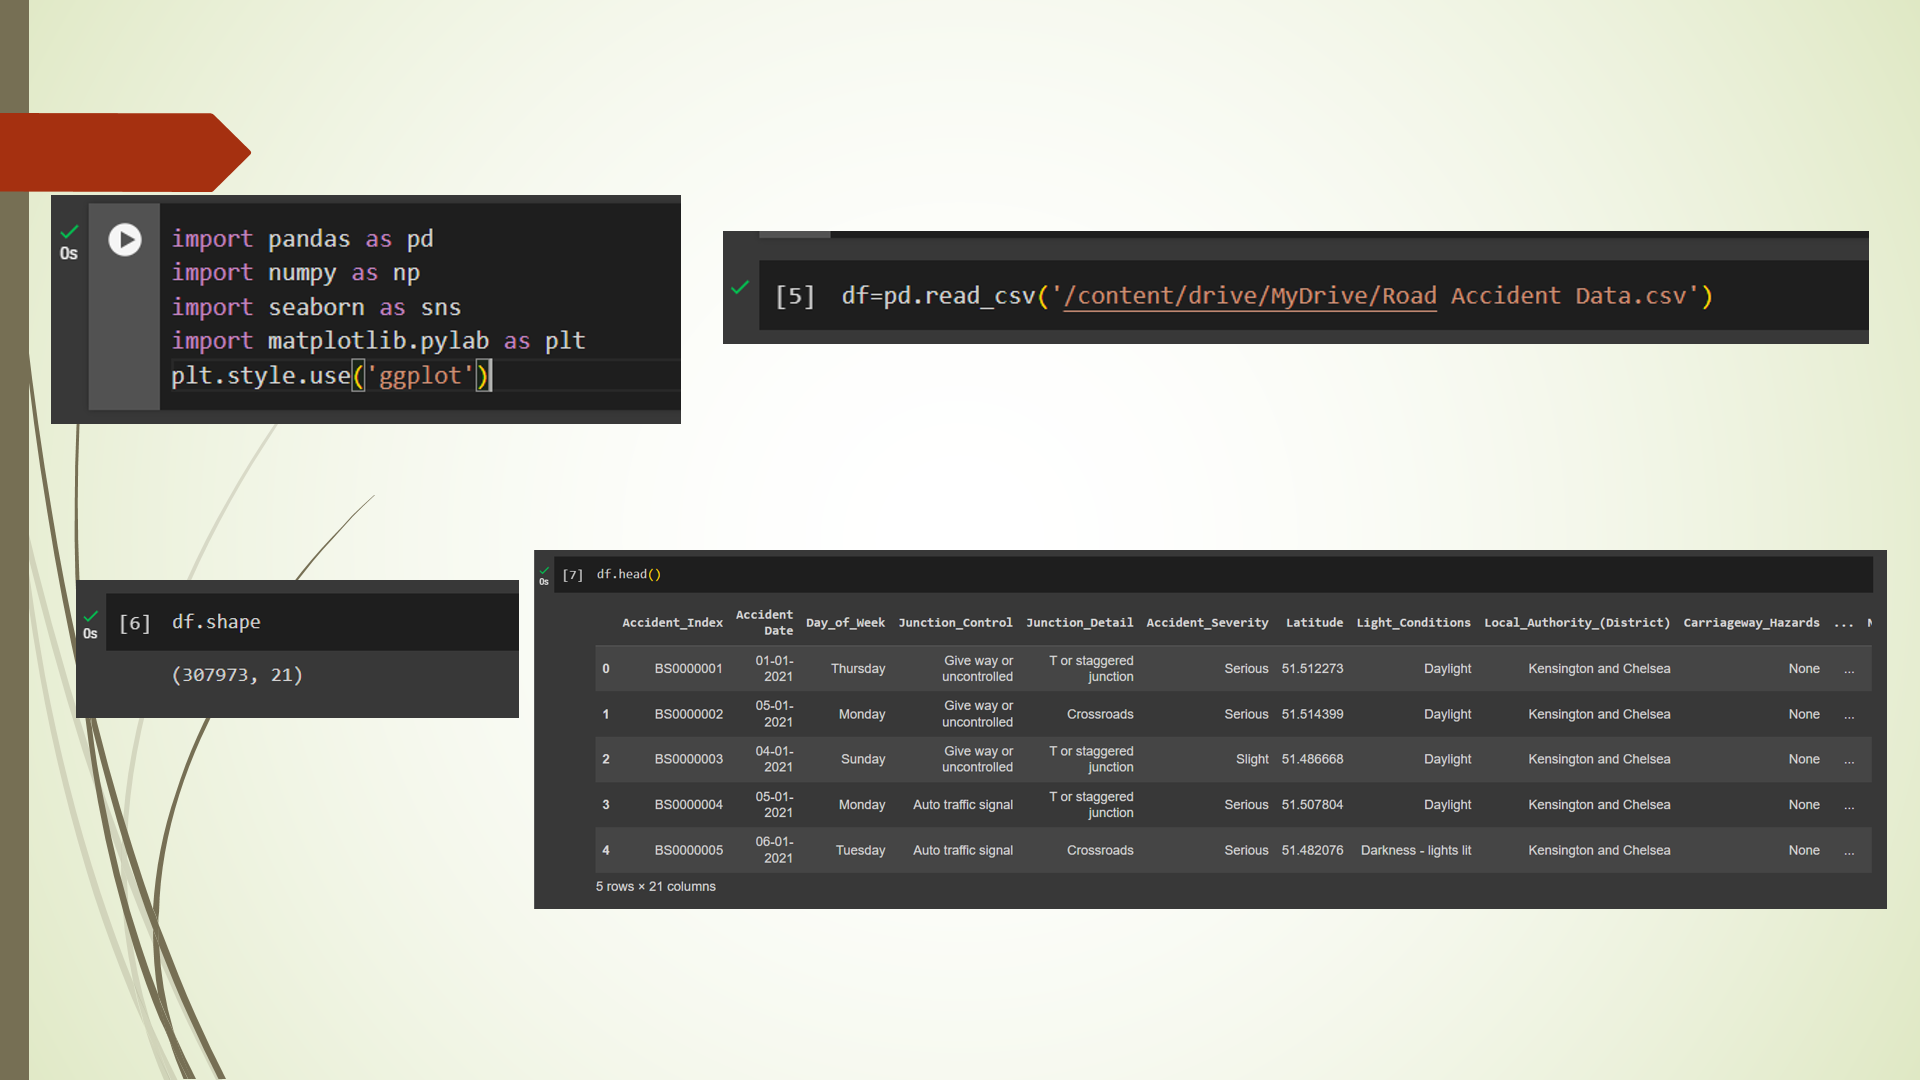 0s
import pandas as pd
import numpy as np
import seaborn as sns
import matplotlib.pylab as plt
plt.style.use('ggplot')
[5] df=pd.read_csv('/content/drive/MyDrive/Road Accident Data.csv')
0s
[6] df.shape
(307973, 21)
0s
[7] df.head()
Accident_Index Accident Date Day_of_Week Junction_Control Junction_Detail Accident_Severity Latitude Light_Conditions Local_Authority_(District) Carriageway_Hazards ...
0 BS0000001 01-01-2021 Thursday Give way or uncontrolled T or staggered junction Serious 51.512273 Daylight Kensington and Chelsea None ...
1 BS0000002 05-01-2021 Monday Give way or uncontrolled Crossroads Serious 51.514399 Daylight Kensington and Chelsea None ...
2 BS0000003 04-01-2021 Sunday Give way or uncontrolled T or staggered junction Slight 51.486668 Daylight Kensington and Chelsea None ...
3 BS0000004 05-01-2021 Monday Auto traffic signal T or staggered junction Serious 51.507804 Daylight Kensington and Chelsea None ...
4 BS0000005 06-01-2021 Tuesday Auto traffic signal Crossroads Serious 51.482076 Darkness - lights lit Kensington and Chelsea None ...
5 rows × 21 columns